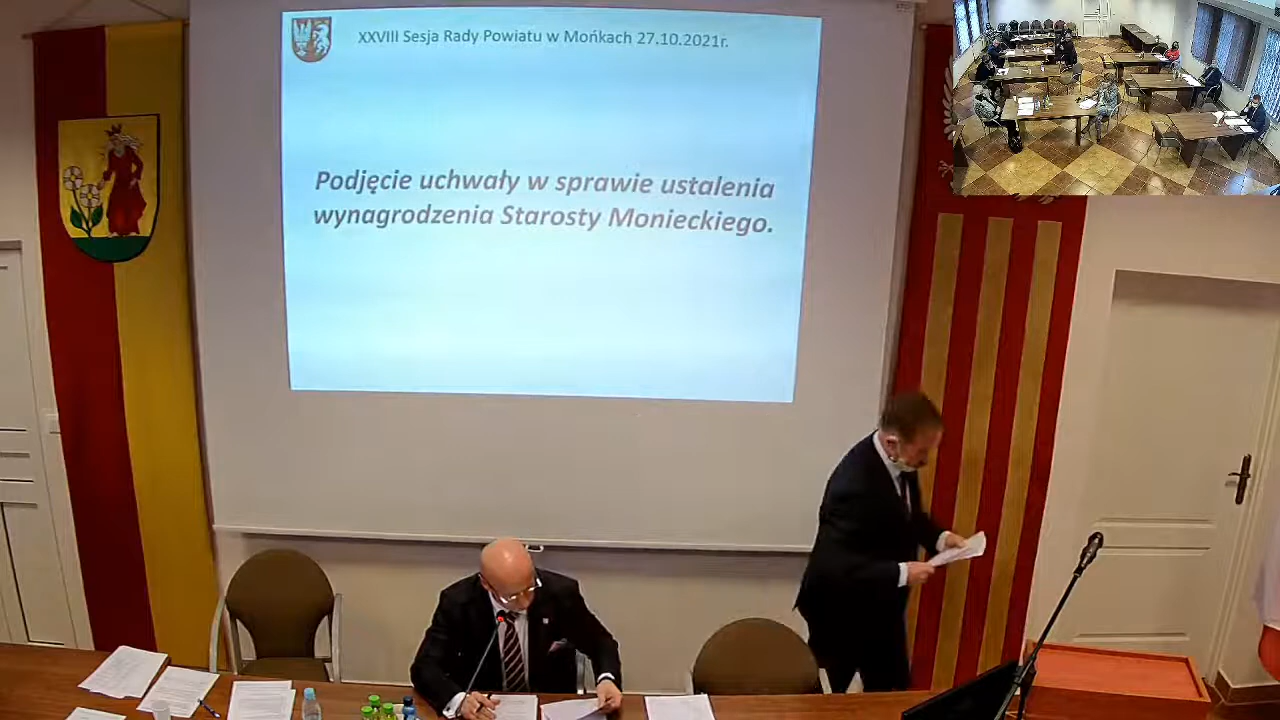 XXVIII Sesja Rady Powiatu w Mońkach 27.10.2021r.
Podjęcie uchwały w sprawie ustalenia
wynagrodzenia Starosty Monieckiego.